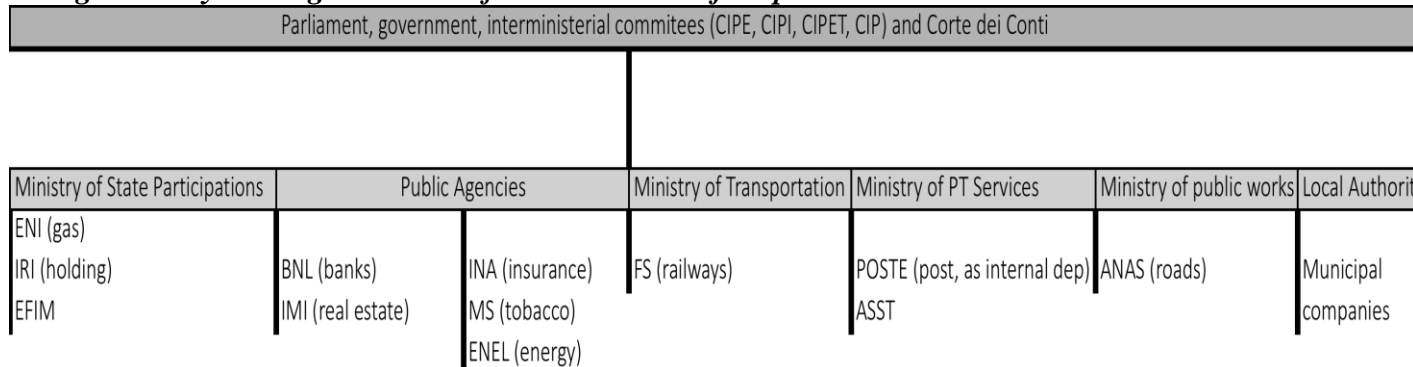 Parliament, government, interministerial commitees (CIPE, CIPI, CIPET, CIP) and Corte dei Conti
Ministry of State Participations
Public Agencies
Ministry of Transportation
Ministry of PT Services
Ministry of public works
Local Authorit
ENI (gas)
IRI (holding)
EFIM
BNL (banks)
IMI (real estate)
INA (insurance)
MS (tobacco)
ENEL (energy)
FS (railways)
POSTE (post, as internal dep)
ASST
ANAS (roads)
Municipal
companies